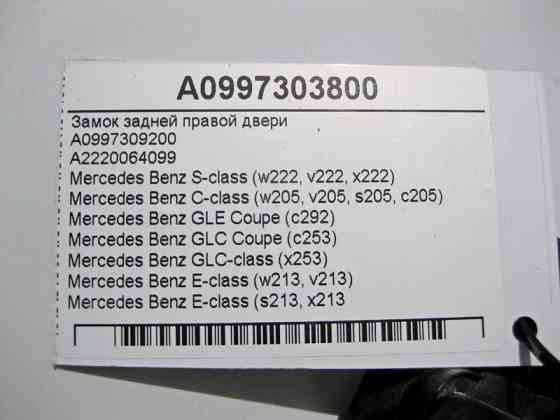 A0997303800
Замок задней правой двери
A0997309200
A2220064099
Mercedes Benz S-class (w222, v222, x222)
Mercedes Benz C-class (w205, v205, s205, c205)
Mercedes Benz GLE Coupe (c292)
Mercedes Benz GLC Coupe (c253)
Mercedes Benz GLC-class (x253)
Mercedes Benz E-class (w213, v213)
Mercedes Benz E-class (s213, x213